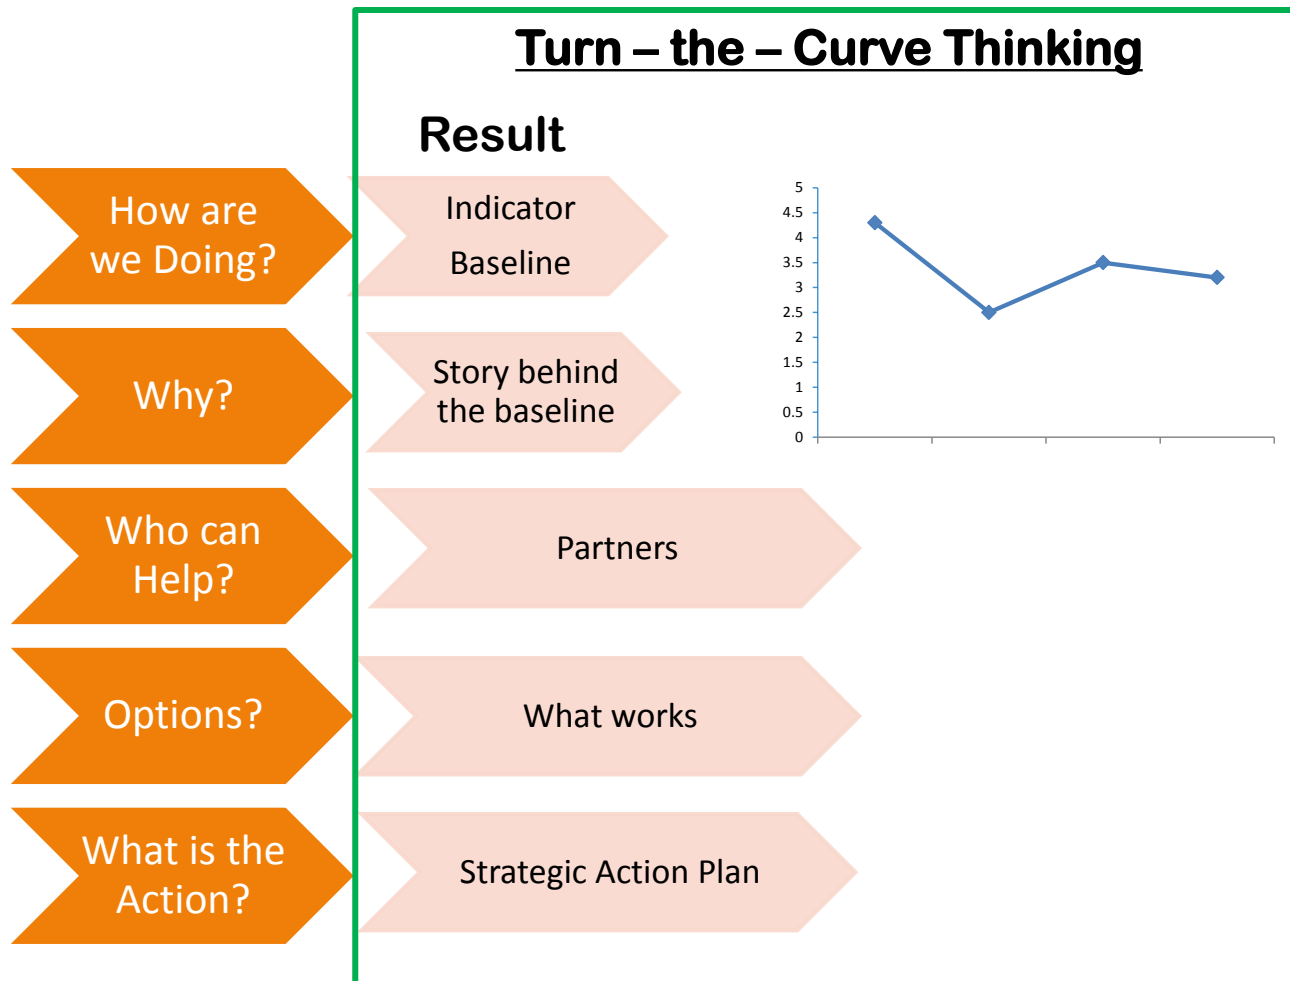 Turn – the – Curve Thinking
Result
How are
we Doing?
Indicator
Baseline
5
4.5
4
3.5
3
2.5
2
1.5
1
0.5
0
Why?
Story behind
the baseline
Who can
Help?
Partners
Options?
What works
What is the
Action?
Strategic Action Plan